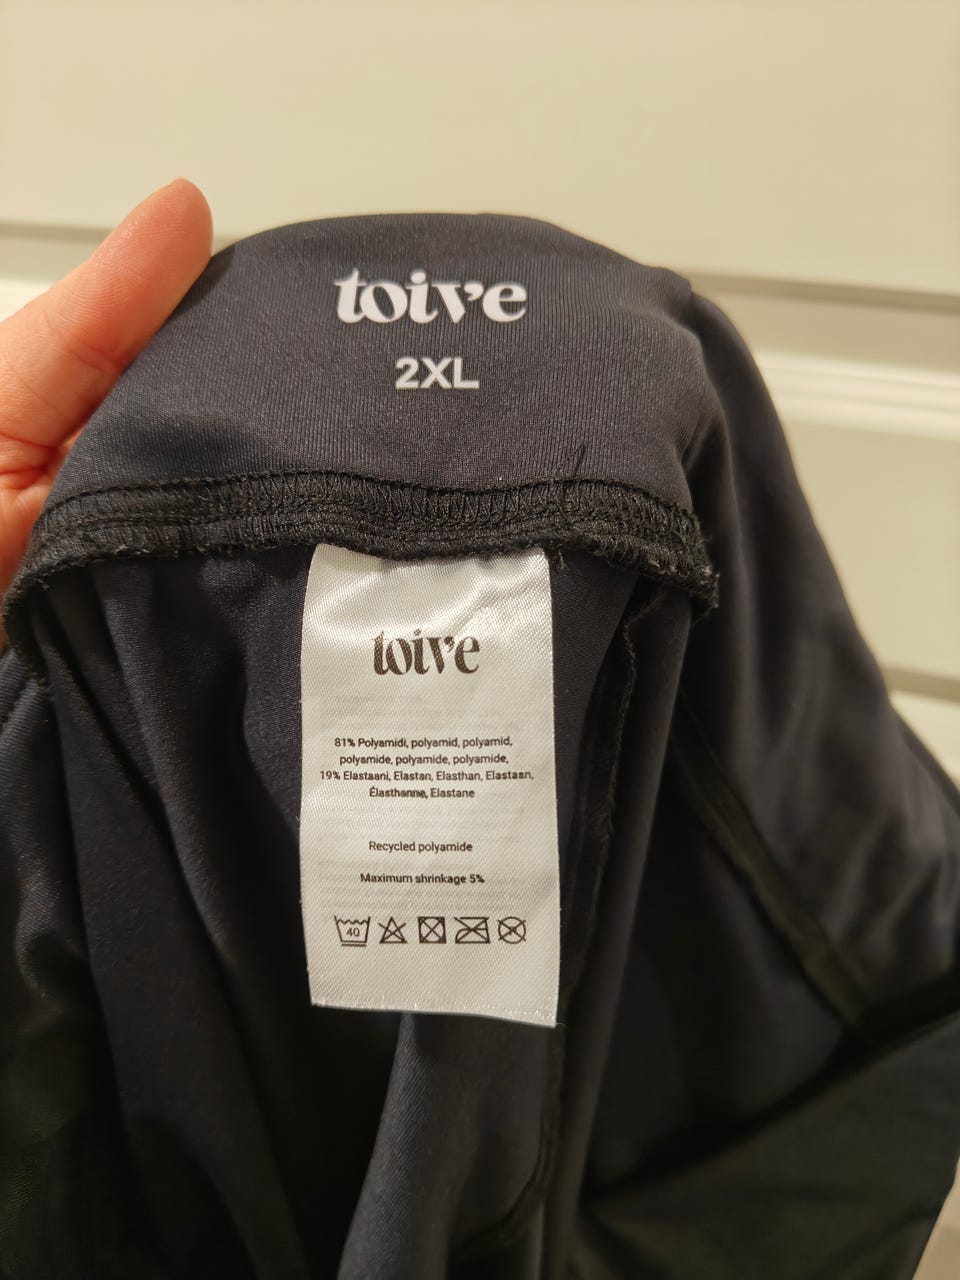 toive
2XL
toive
81% Polyamidi, polyamid, polyamid,
polyamide, polyamide, polyamide,
19% Elastaani, Elastan, Elasthan, Elastaan,
Élasthanne, Elastane
Recycled polyamide
Maximum shrinkage 5%
40